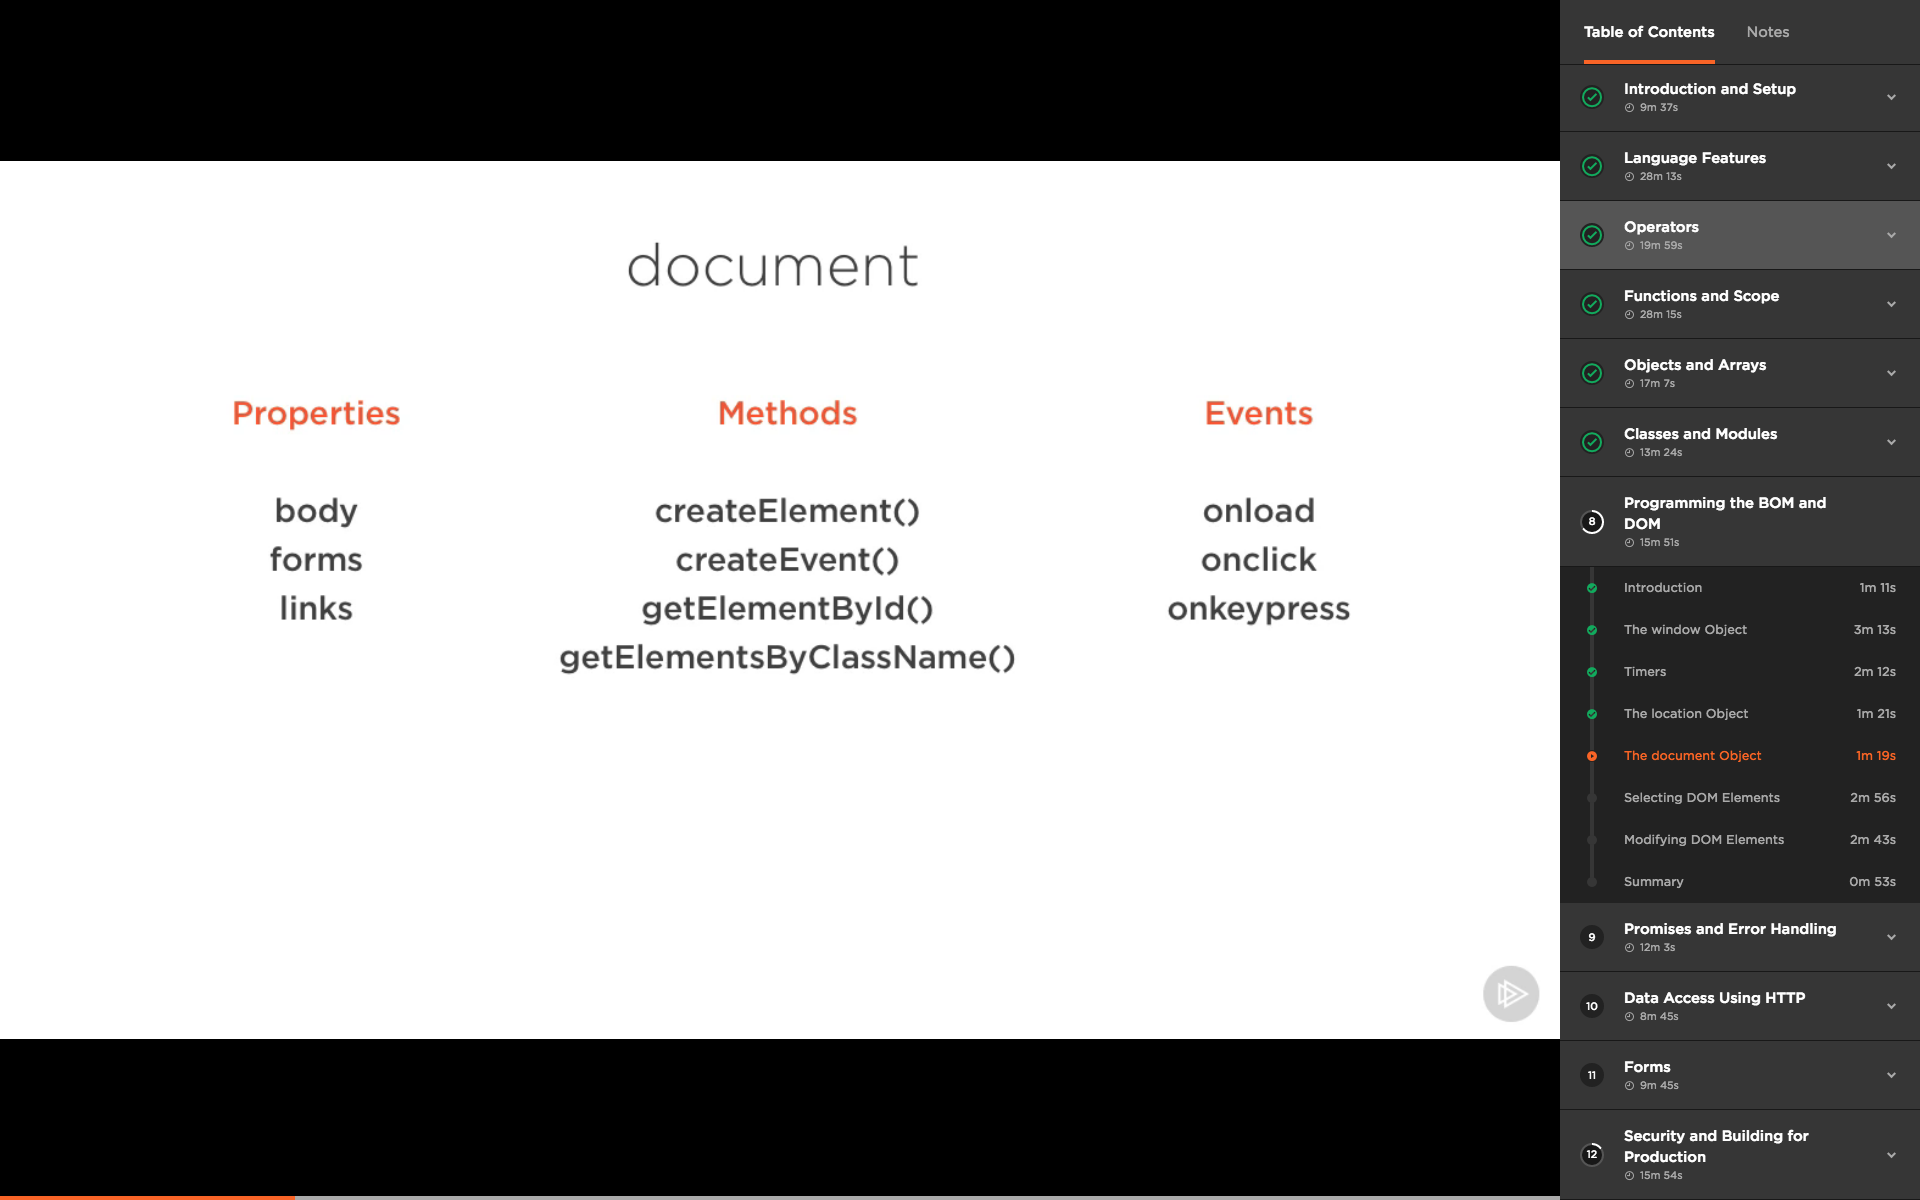 document
Properties
body
forms
links
Methods
createElement()
createEvent()
getElementById()
getElementsByClassName()
Events
onload
onclick
onkeypress
Table of Contents
Notes
Introduction and Setup
9m 37s
Language Features
28m 13s
Operators
19m 59s
Functions and Scope
28m 15s
Objects and Arrays
17m 7s
Classes and Modules
13m 24s
8
Programming the BOM and
DOM
15m 51s
Introduction 1m 11s
The window Object 3m 13s
Timers 2m 12s
The location Object 1m 21s
The document Object 1m 19s
Selecting DOM Elements 2m 56s
Modifying DOM Elements 2m 43s
Summary 0m 53s
9
Promises and Error Handling
12m 3s
10
Data Access Using HTTP
8m 45s
11
Forms
9m 45s
12
Security and Building for
Production
15m 54s